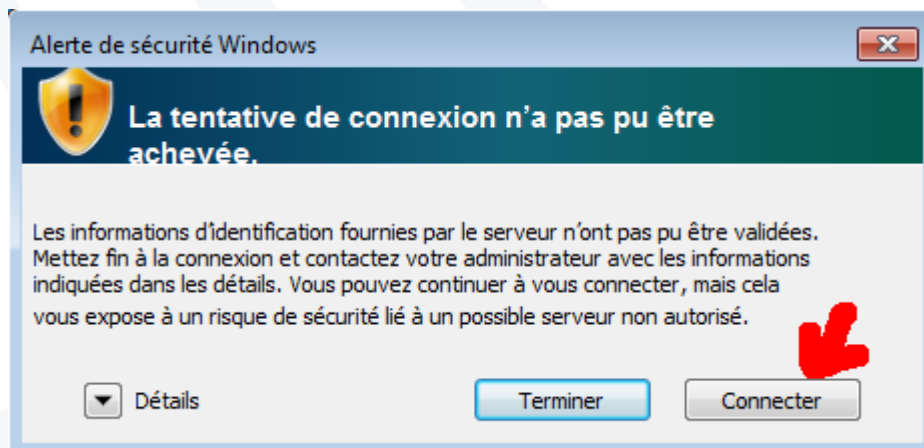 Alerte de sécurité Windows
La tentative de connexion n’a pas pu être
achevée.
Les informations d’identification fournies par le serveur n’ont pas pu être validées.
Mettez fin à la connexion et contactez votre administrateur avec les informations
indiquées dans les détails. Vous pouvez continuer à vous connecter, mais cela
vous expose à un risque de sécurité lié à un possible serveur non autorisé.
Détails
Terminer
Connecter